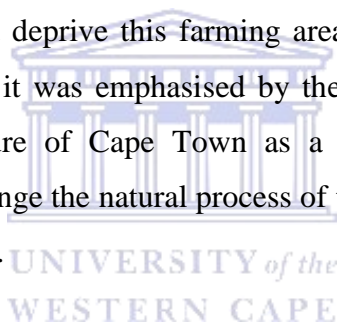 deprive this farming area
it was emphasised by the
ure of Cape Town as a
nge the natural process of
.
UNIVERSITY of the
WESTERN CAPE